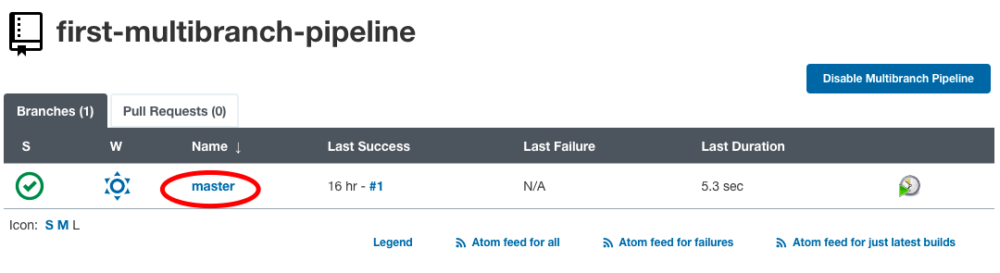 first-multibranch-pipeline
Disable Multibranch Pipeline
Branches (1) Pull Requests (0)
S W Name ↓ Last Success Last Failure Last Duration
master 16 hr - #1 N/A 5.3 sec
Icon: S M L
Legend Atom feed for all Atom feed for failures Atom feed for just latest builds